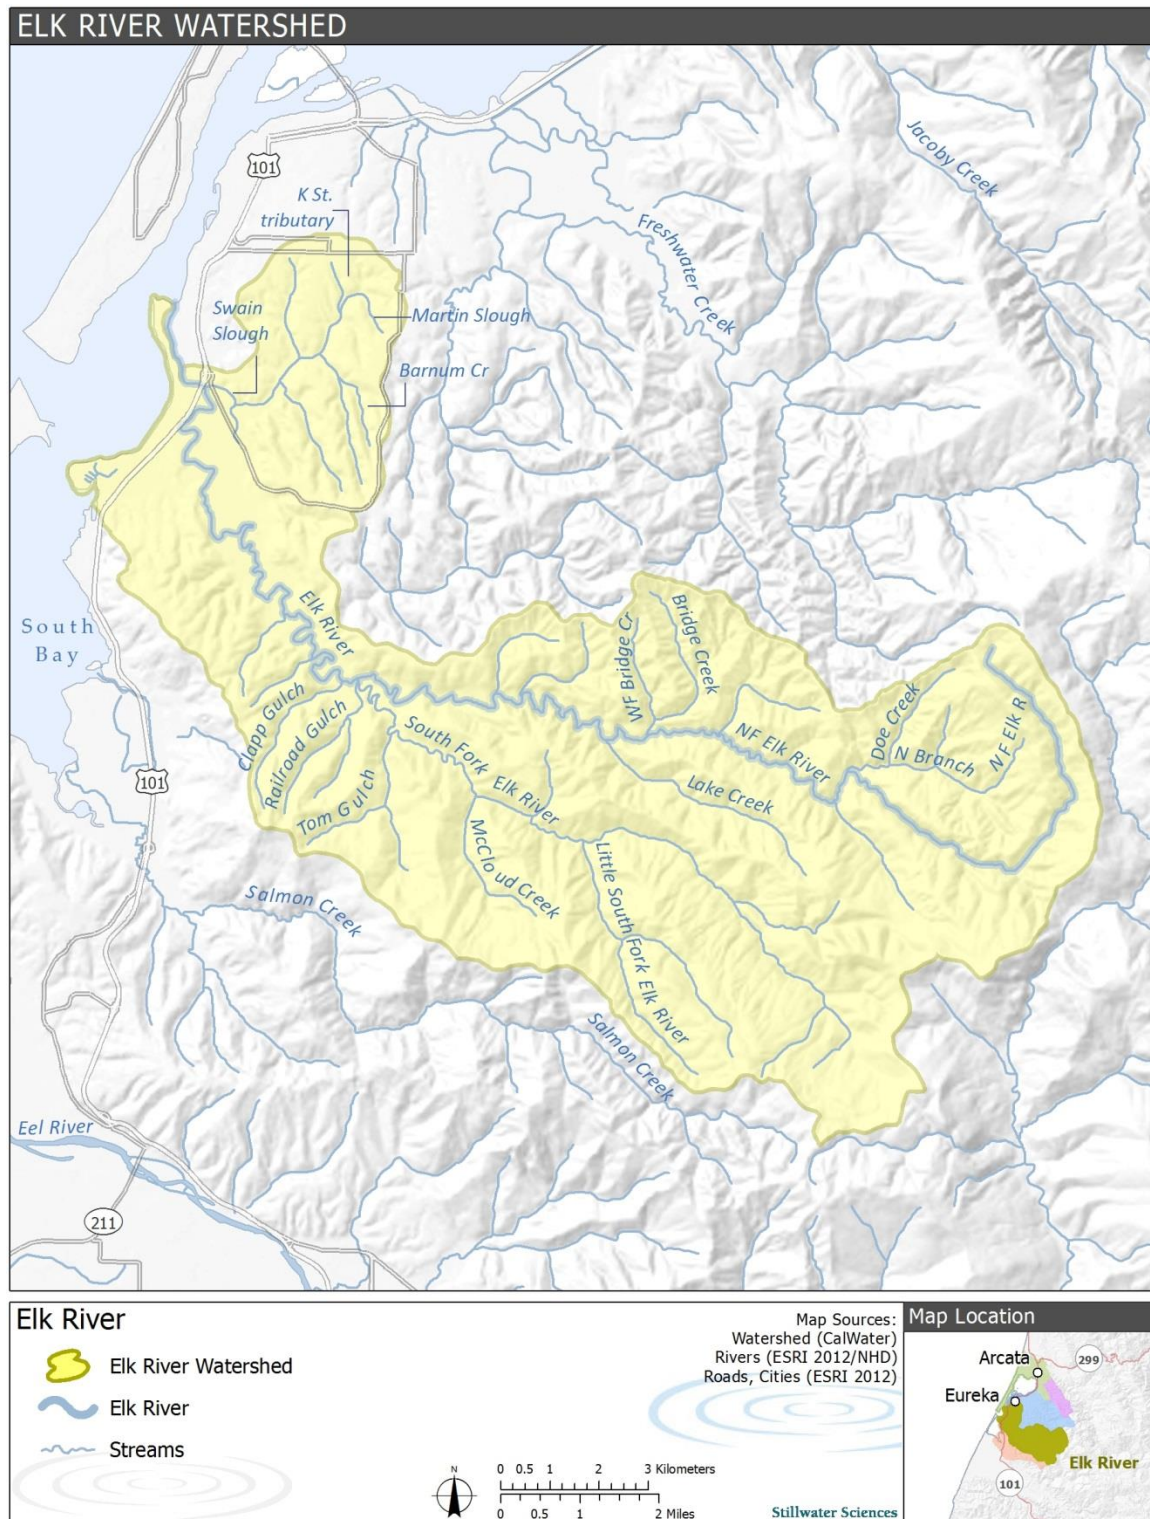 ELK RIVER WATERSHED
101
K St.
tributary
Jacoby Creek
Freshwater Creek
Swain
Slough
Martin Slough
Barnum Cr
Elk River
South
Bay
WF Bridge Cr
Bridge Creek
Clapp Gulch
Railroad Gulch
Tom Gulch
South Fork Elk River
NF Elk River
Doe Creek
N Branch
NF Elk R
Lake Creek
McCloud Creek
Little South Fork Elk River
101
Salmon Creek
Salmon Creek
Eel River
211
Elk River
Elk River Watershed
Elk River
Streams
Map Sources:
Watershed (CalWater)
Rivers (ESRI 2012/NHD)
Roads, Cities (ESRI 2012)
N
0 0.5 1 2 3 Kilometers
0 0.5 1 2 Miles
Stillwater Sciences
Map Location
Arcata
299
Eureka
Elk River
101